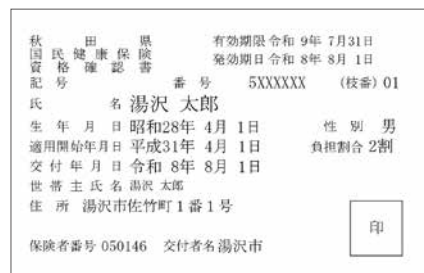 秋田県 有効期限 令和 9年 7月31日
国民健康保険
資格確認書 発効期日 令和 8年 8月 1日
記号 番号 5XXXXXX (枝番) 01
氏名 湯沢 太郎
生年月日 昭和28年 4月 1日 性別 男
適用開始年月日 平成31年 4月 1日 負担割合 2割
交付年月日 令和 8年 8月 1日
世帯主氏名 湯沢 太郎
住所 湯沢市佐竹町1番1号
印
保険者番号 050146 交付者名 湯沢市